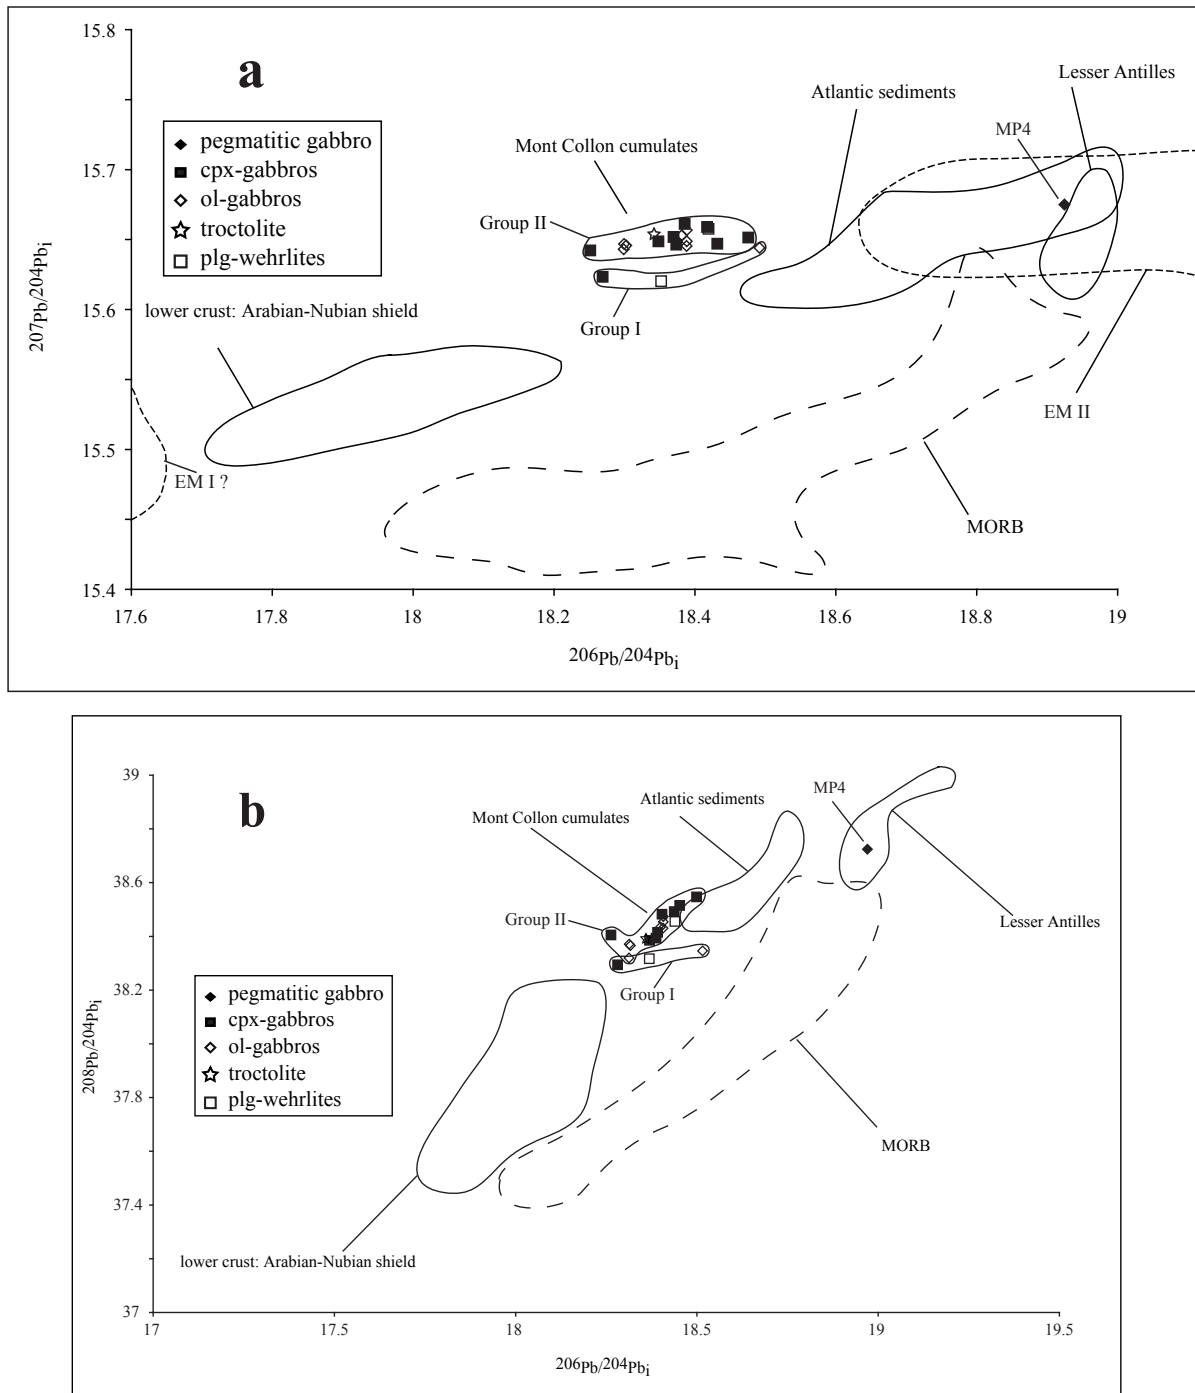 15.8
a
Lesser Antilles
Atlantic sediments
pegmatitic gabbro
cpx-gabbros
ol-gabbros
troctolite
plg-wehrlites
MP4
Mont Collon cumulates
15.7
Group II
207Pb/204Pbi
lower crust: Arabian-Nubian shield
15.6
Group I
EM II
15.5
EM I ?
MORB
15.4
17.6 17.8 18 18.2 18.4 18.6 18.8 19
206Pb/204Pbi
39
b
MP4
Atlantic sediments
Mont Collon cumulates
38.6
Lesser Antilles
Group II
38.2
Group I
pegmatitic gabbro
cpx-gabbros
ol-gabbros
troctolite
plg-wehrlites
208Pb/204Pbi
37.8
MORB
37.4
lower crust: Arabian-Nubian shield
37
17 17.5 18 18.5 19 19.5
206Pb/204Pbi